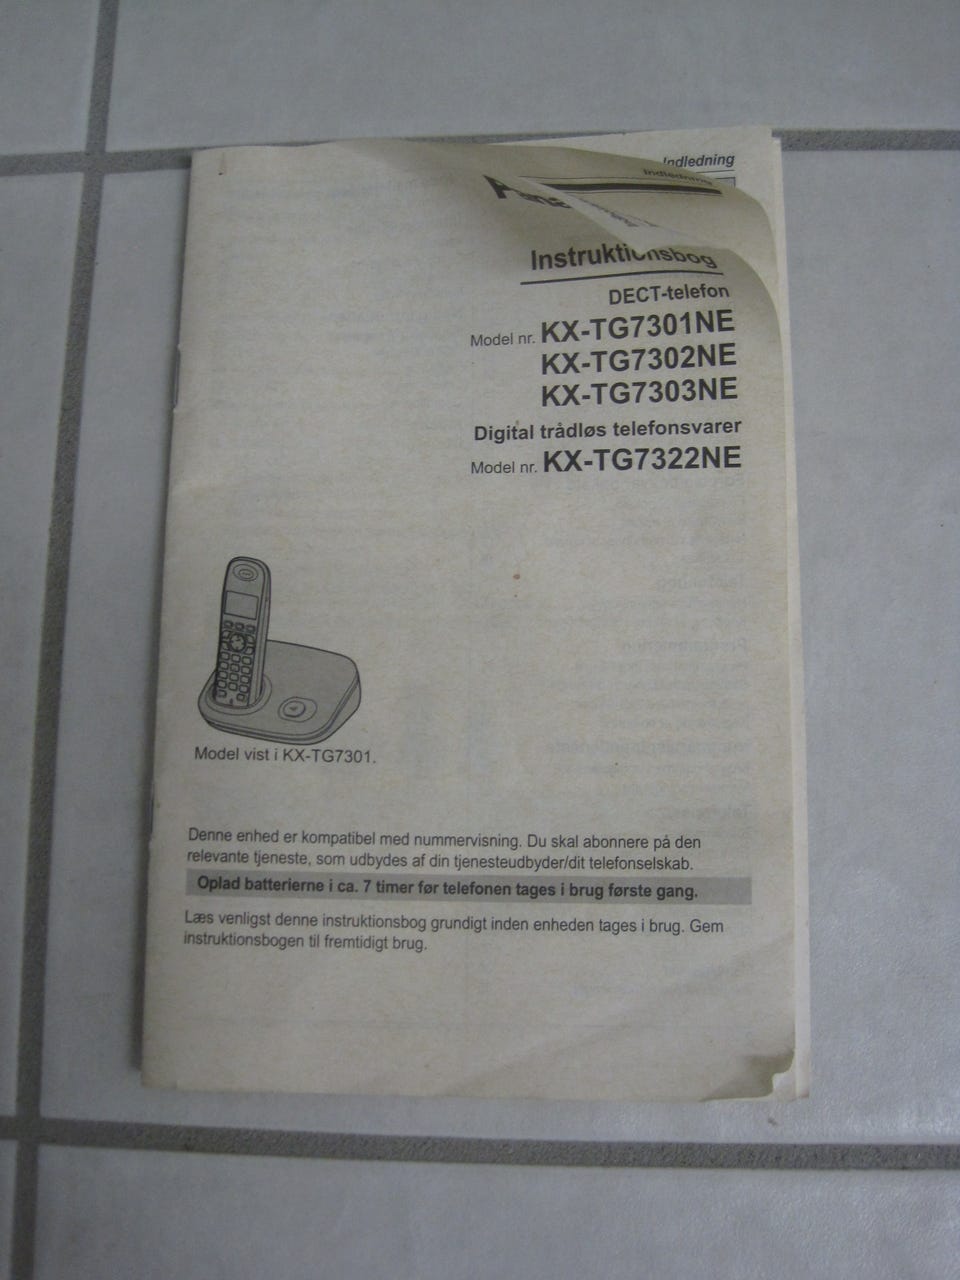 Indledning
Indledning
Pana
Instruktionsbog
DECT-telefon
Model nr. KX-TG7301NE
KX-TG7302NE
KX-TG7303NE
Digital trådløs telefonsvarer
Model nr. KX-TG7322NE
Model vist i KX-TG7301.
Denne enhed er kompatibel med nummervisning. Du skal abonnere på den
relevante tjeneste, som udbydes af din tjenesteudbyder/dit telefonselskab.
Oplad batterierne i ca. 7 timer før telefonen tages i brug første gang.
Læs venligst denne instruktionsbog grundigt inden enheden tages i brug. Gem
instruktionsbogen til fremtidigt brug.